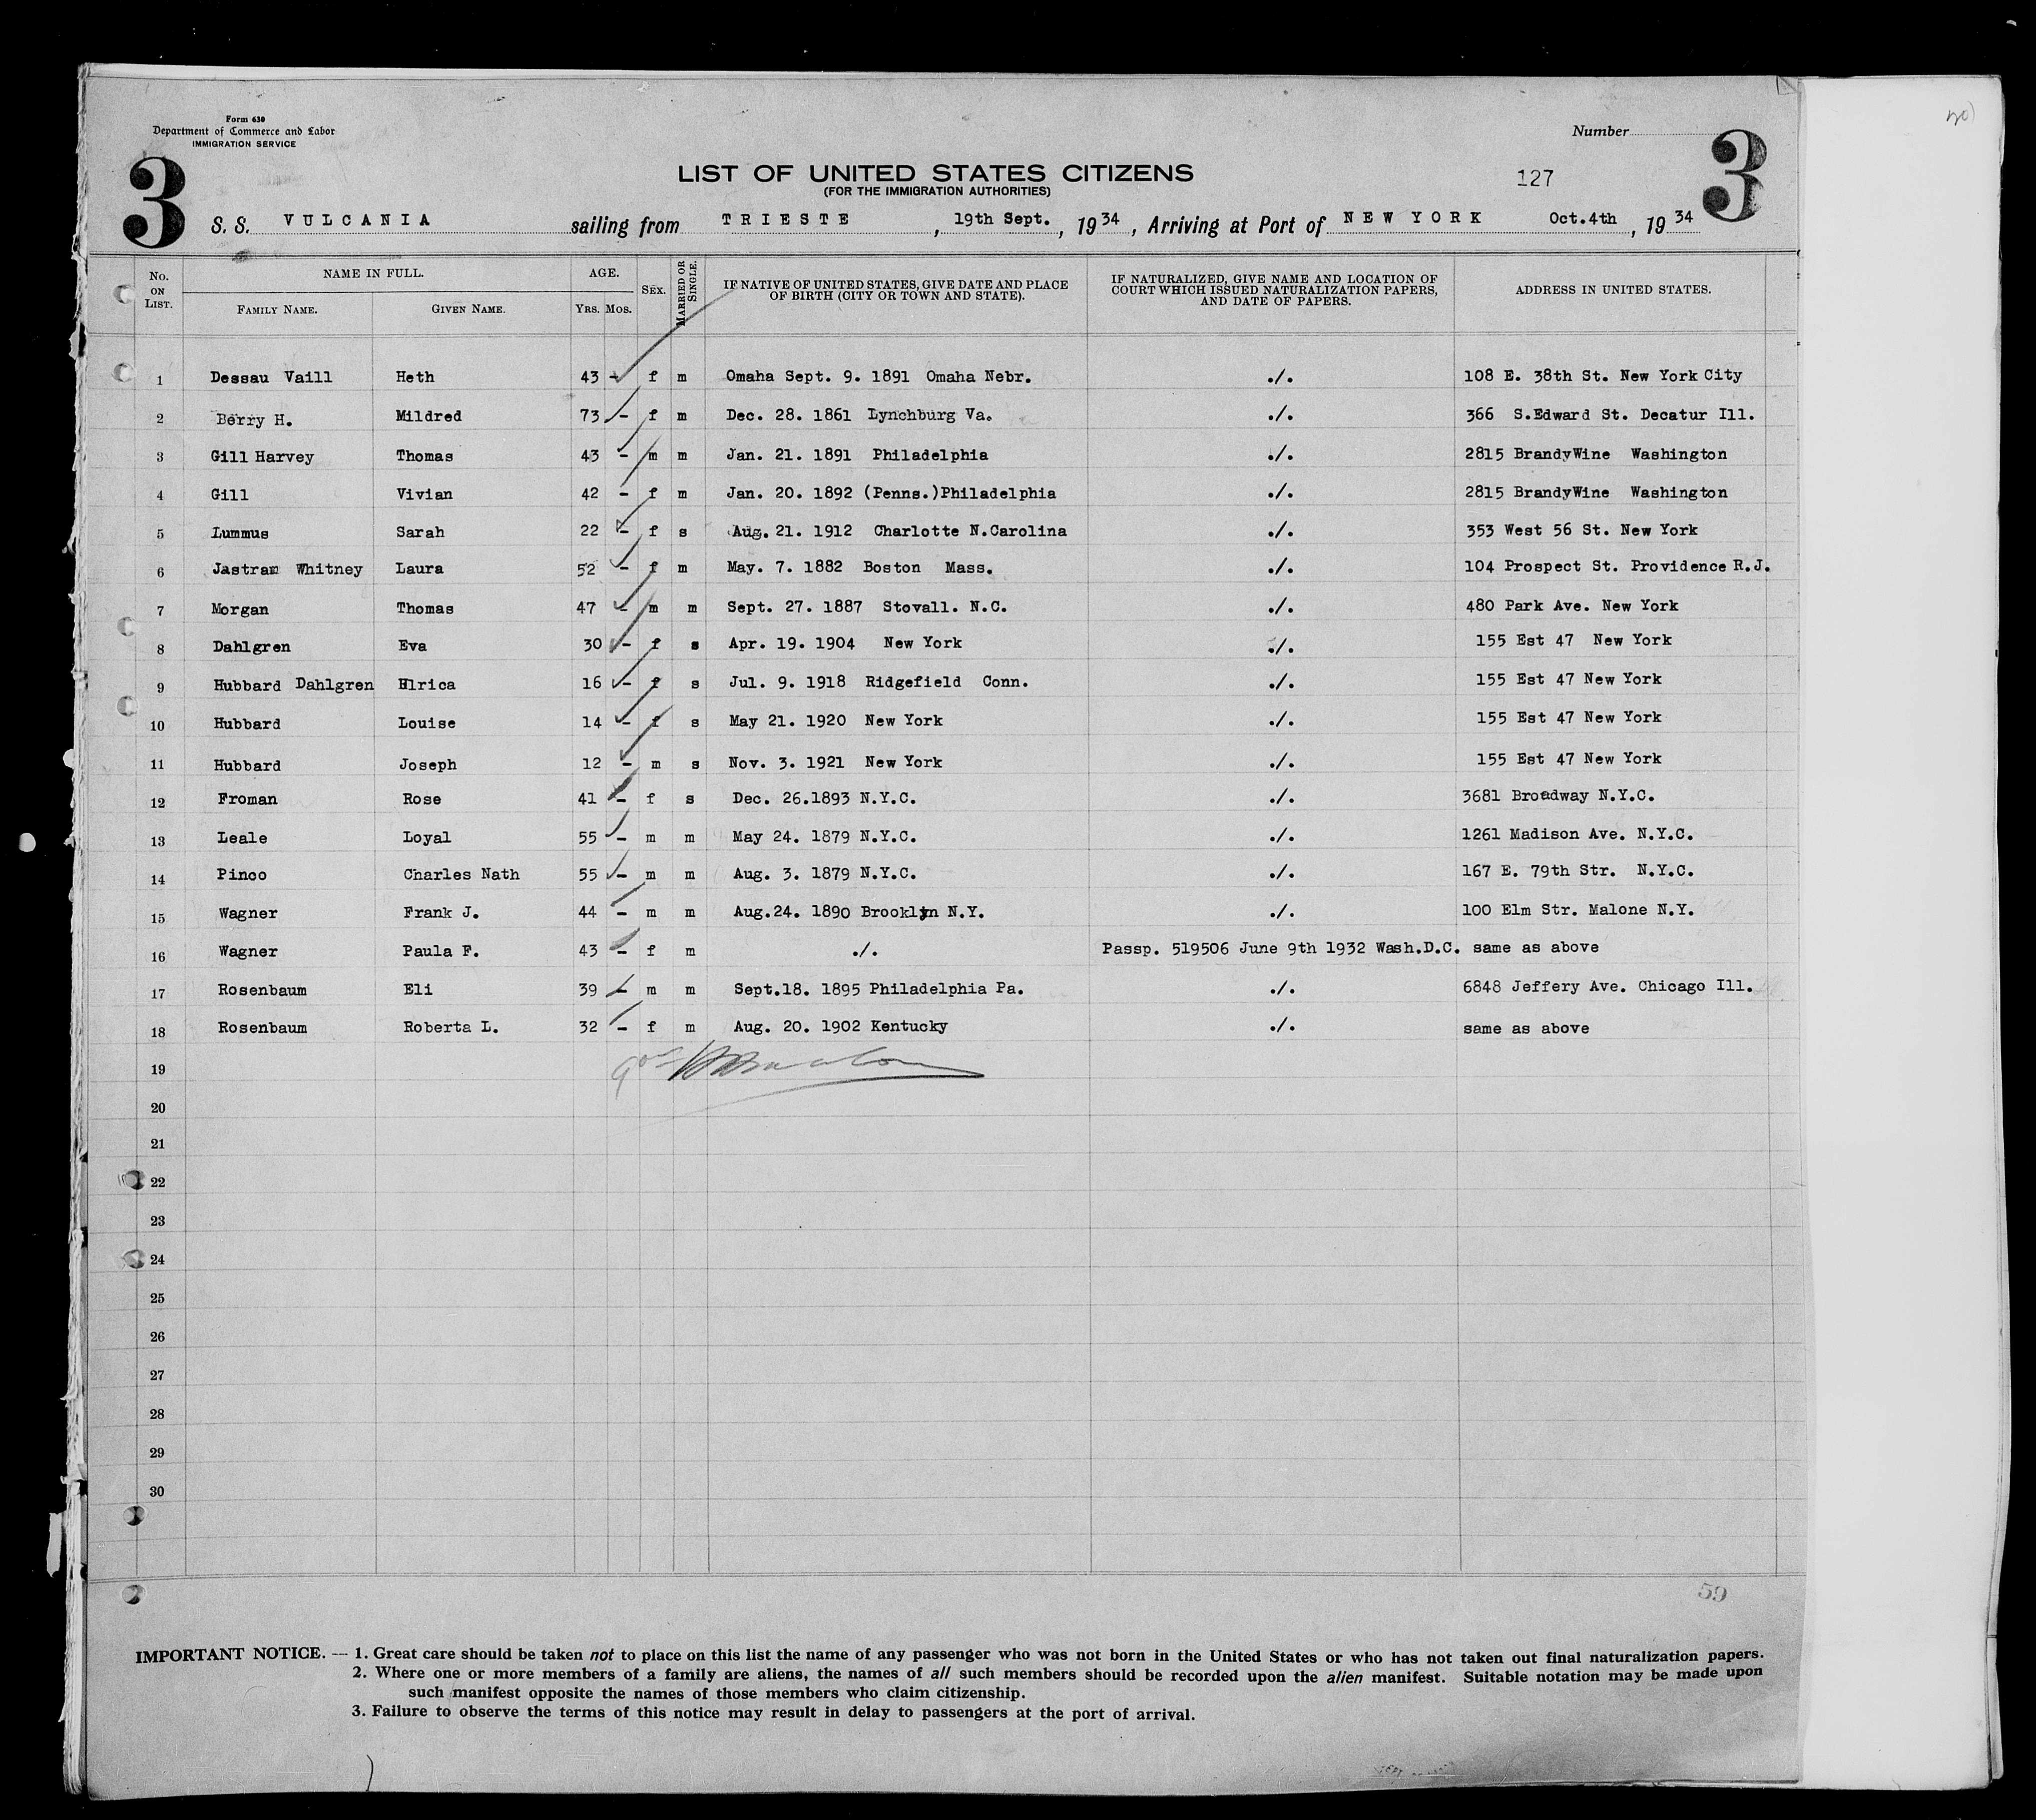 Form 630
Department of Commerce and Labor
IMMIGRATION SERVICE
Number
3
3
LIST OF UNITED STATES CITIZENS
(FOR THE IMMIGRATION AUTHORITIES)
127
S. S. VULCANIA sailing from TRIESTE, 19th Sept., 1934, Arriving at Port of NEW YORK Oct.4th, 1934
No. ON LIST. NAME IN FULL. FAMILY NAME. GIVEN NAME. AGE. YRS. MOS. SEX. MARRIED OR SINGLE. IF NATIVE OF UNITED STATES, GIVE DATE AND PLACE OF BIRTH (CITY OR TOWN AND STATE). IF NATURALIZED, GIVE NAME AND LOCATION OF COURT WHICH ISSUED NATURALIZATION PAPERS, AND DATE OF PAPERS. ADDRESS IN UNITED STATES.
1 Dessau Vaill Heth 43 - f m Omaha Sept. 9. 1891 Omaha Nebr. ./. 108 E. 38th St. New York City
2 Berry H. Mildred 73 - f m Dec. 28. 1861 Lynchburg Va. ./. 366 S.Edward St. Decatur Ill.
3 Gill Harvey Thomas 43 - m m Jan. 21. 1891 Philadelphia ./. 2815 BrandyWine Washington
4 Gill Vivian 42 - f m Jan. 20. 1892 (Penns.)Philadelphia ./. 2815 BrandyWine Washington
5 Lummus Sarah 22 - f s Aug. 21. 1912 Charlotte N.Carolina ./. 353 West 56 St. New York
6 Jastram Whitney Laura 52 - f m May. 7. 1882 Boston Mass. ./. 104 Prospect St. Providence R.J.
7 Morgan Thomas 47 - m m Sept. 27. 1887 Stovall. N.C. ./. 480 Park Ave. New York
8 Dahlgren Eva 30 - f s Apr. 19. 1904 New York ./. 155 Est 47 New York
9 Hubbard Dahlgren Hlrica 16 - f s Jul. 9. 1918 Ridgefield Conn. ./. 155 Est 47 New York
10 Hubbard Louise 14 - f s May 21. 1920 New York ./. 155 Est 47 New York
11 Hubbard Joseph 12 - m s Nov. 3. 1921 New York ./. 155 Est 47 New York
12 Froman Rose 41 - f s Dec. 26.1893 N.Y.C. ./. 3681 Broadway N.Y.C.
13 Leale Loyal 55 - m m May 24. 1879 N.Y.C. ./. 1261 Madison Ave. N.Y.C.
14 Pinco Charles Nath 55 - m m Aug. 3. 1879 N.Y.C. ./. 167 E. 79th Str. N.Y.C.
15 Wagner Frank J. 44 - m m Aug.24. 1890 Brooklyn N.Y. ./. 100 Elm Str. Malone N.Y.
16 Wagner Paula F. 43 - f m ./. Passp. 519506 June 9th 1932 Wash.D.C. same as above
17 Rosenbaum Eli 39 - m m Sept.18. 1895 Philadelphia Pa. ./. 6848 Jeffery Ave. Chicago Ill.
18 Rosenbaum Roberta L. 32 - f m Aug. 20. 1902 Kentucky ./. same as above
19
20
21
22
23
24
25
26
27
28
29
30
59
IMPORTANT NOTICE. — 1. Great care should be taken not to place on this list the name of any passenger who was not born in the United States or who has not taken out final naturalization papers.
2. Where one or more members of a family are aliens, the names of all such members should be recorded upon the alien manifest. Suitable notation may be made upon
such manifest opposite the names of those members who claim citizenship.
3. Failure to observe the terms of this notice may result in delay to passengers at the port of arrival.